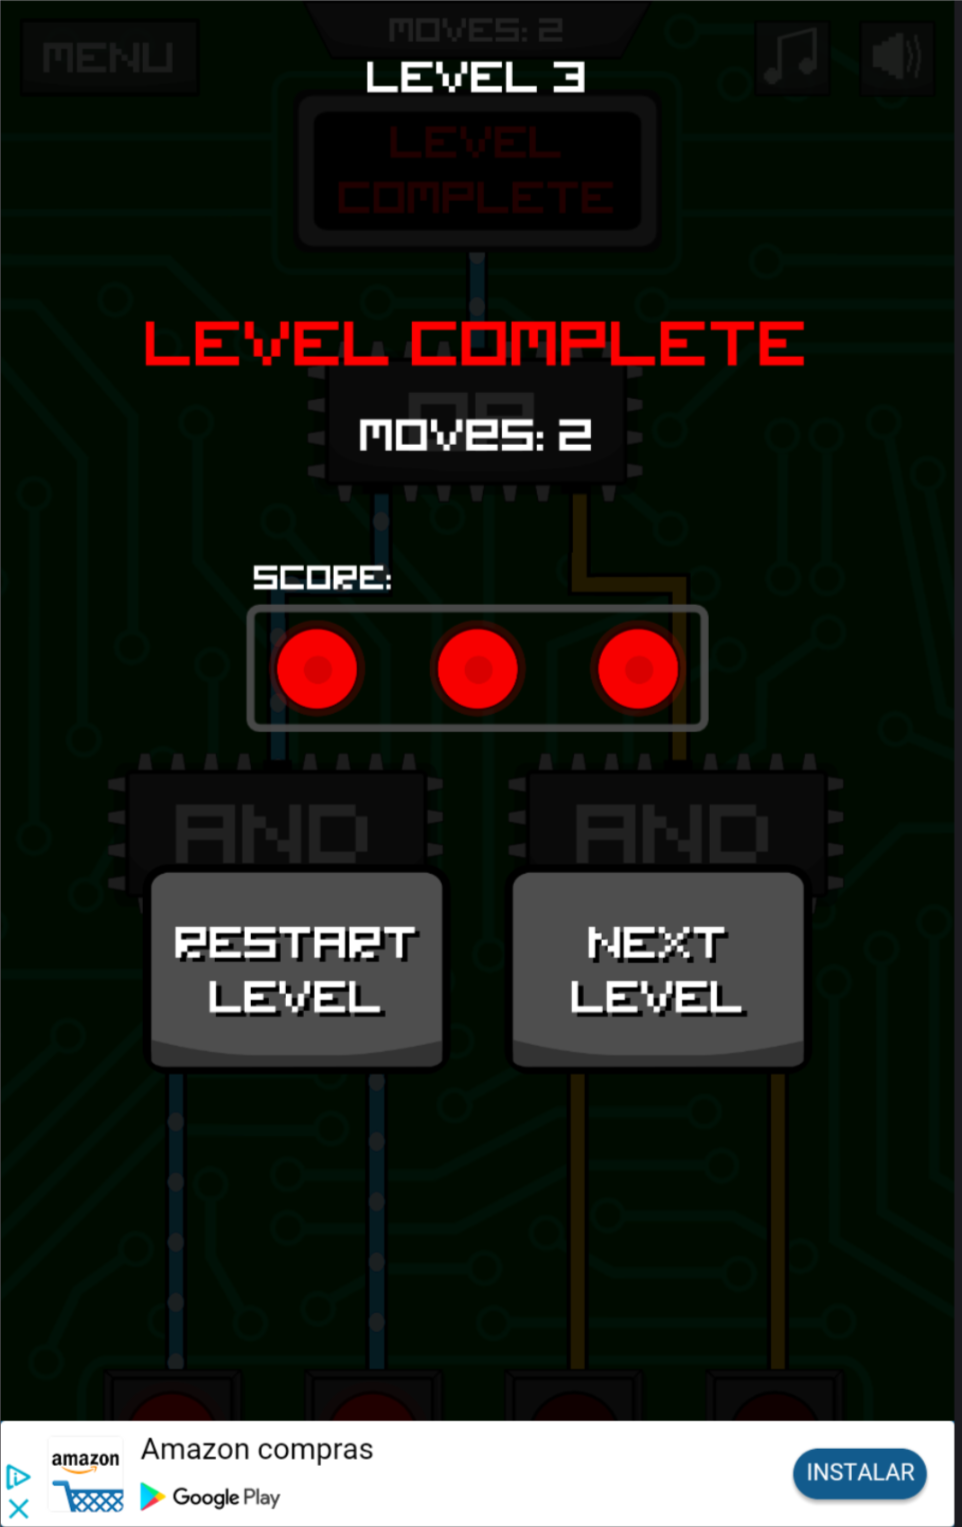 MOVES: 2
MENU
LEVEL 3
LEVEL
COMPLETE
LEVEL COMPLETE
OR
MOVES: 2
SCORE:
AND AND
RESTART
LEVEL
NEXT
LEVEL
amazon
Amazon compras
Google Play
INSTALAR